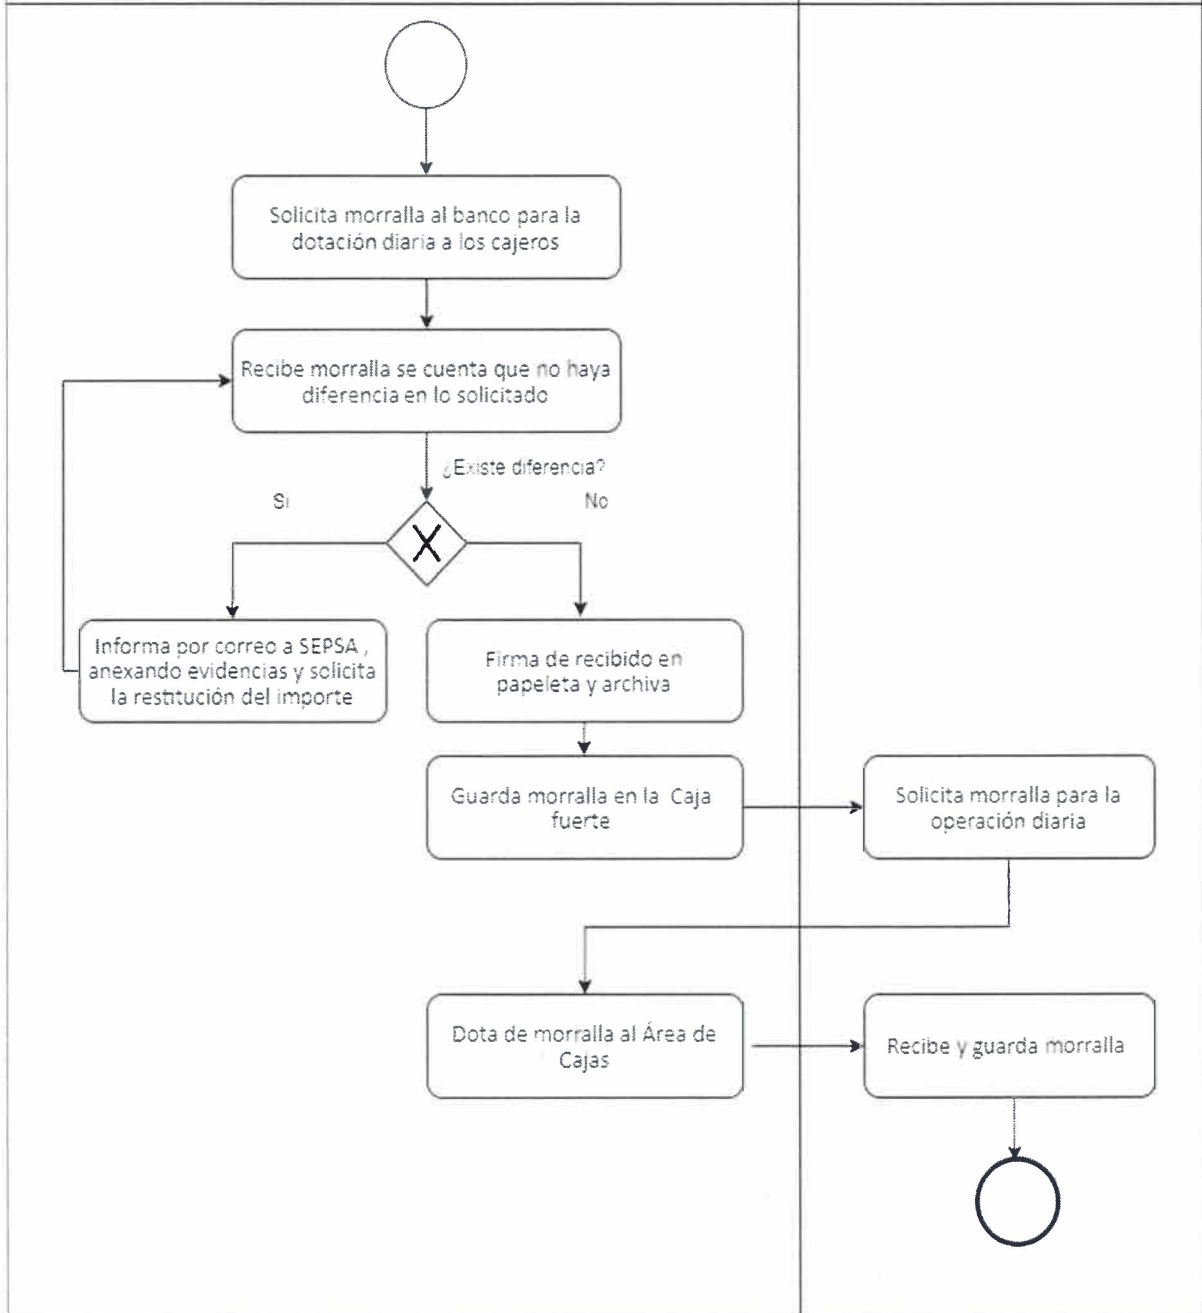 Solicita morralla al banco para la
dotación diaria a los cajeros
Recibe morralla se cuenta que no haya
diferencia en lo solicitado
¿Existe diferencia?
Si
No
Informa por correo a SEPSA ,
anexando evidencias y solicita
la restitución del importe
Firma de recibido en
papeleta y archiva
Guarda morralla en la Caja
fuerte
Solicita morralla para la
operación diaria
Dota de morralla al Área de
Cajas
Recibe y guarda morralla